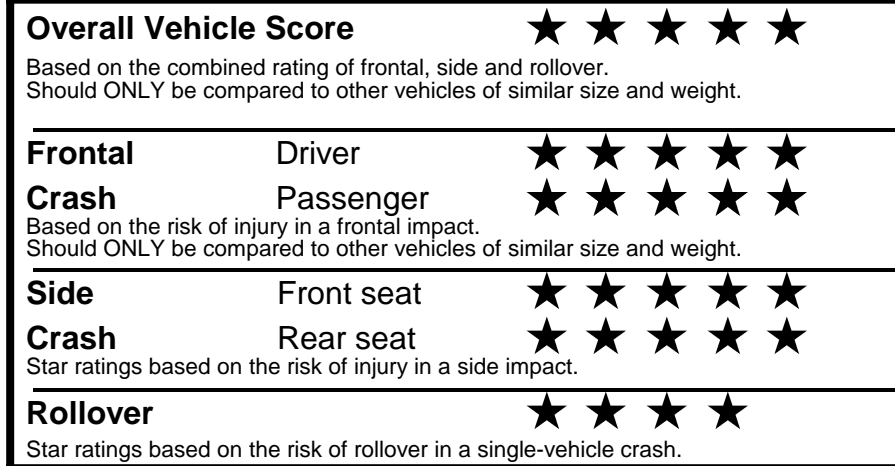 Overall Vehicle Score ★ ★ ★ ★ ★
Based on the combined rating of frontal, side and rollover.
Should ONLY be compared to other vehicles of similar size and weight.
Frontal Driver ★ ★ ★ ★ ★
Crash Passenger ★ ★ ★ ★ ★
Based on the risk of injury in a frontal impact.
Should ONLY be compared to other vehicles of similar size and weight.
Side Front seat ★ ★ ★ ★ ★
Crash Rear seat ★ ★ ★ ★ ★
Star ratings based on the risk of injury in a side impact.
Rollover ★ ★ ★ ★
Star ratings based on the risk of rollover in a single-vehicle crash.